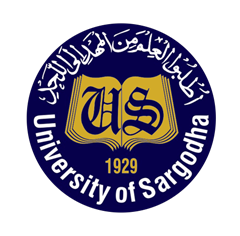 اطلبوا العلم من المهد الى اللحد
US
1929
University of Sargodha